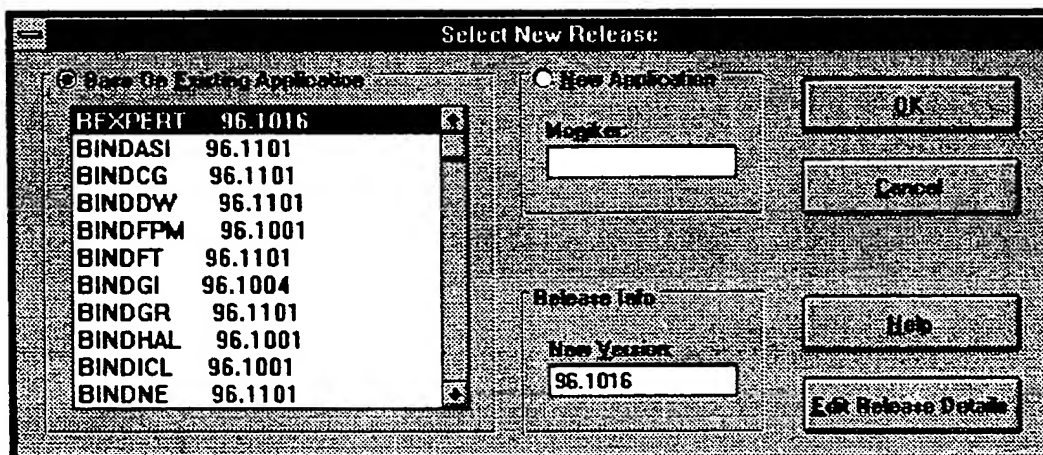 Select New Release
Base On Existing Application
BFXPERT 96.1016
BINDASI 96.1101
BINDCG 96.1101
BINDDW 96.1101
BINDFPM 96.1001
BINDFT 96.1101
BINDGI 96.1004
BINDGR 96.1101
BINDHAL 96.1001
BINDICL 96.1001
BINDNE 96.1101
New Application
Moniker:
Release Info
New Version:
96.1016
OK
Cancel
Help
Edit Release Details